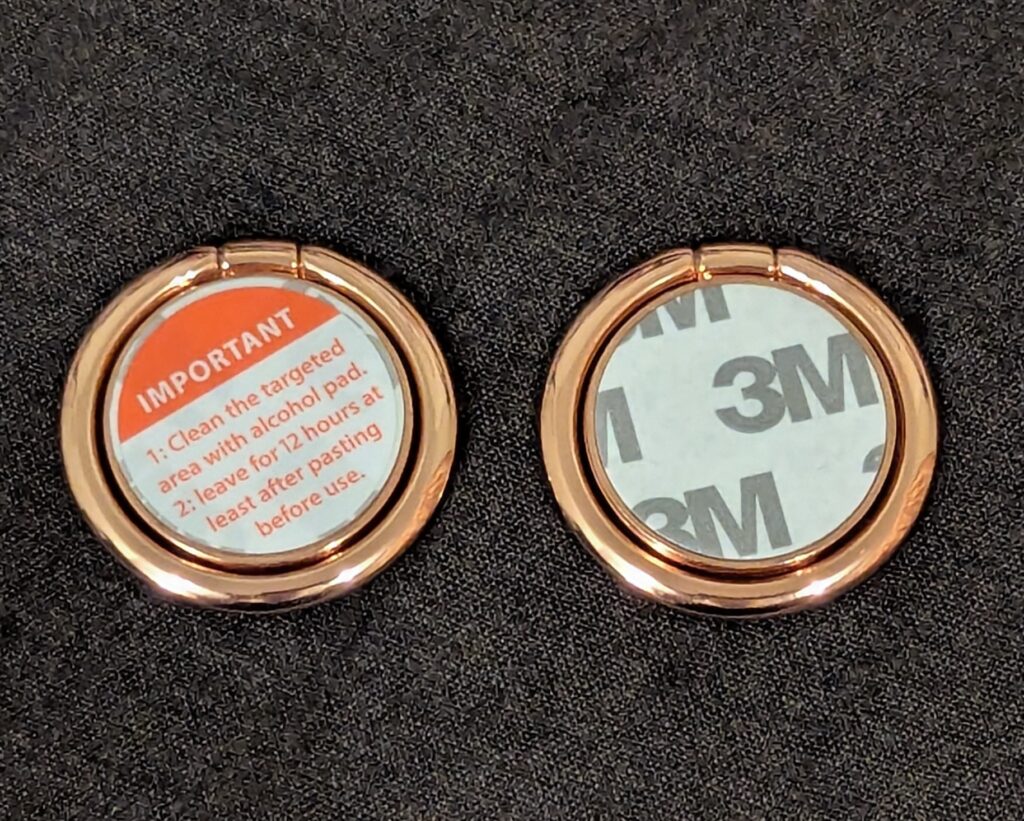 IMPORTANT
1: Clean the targeted
area with alcohol pad.
2: leave for 12 hours at
least after pasting
before use.
3M
M
3M
3M